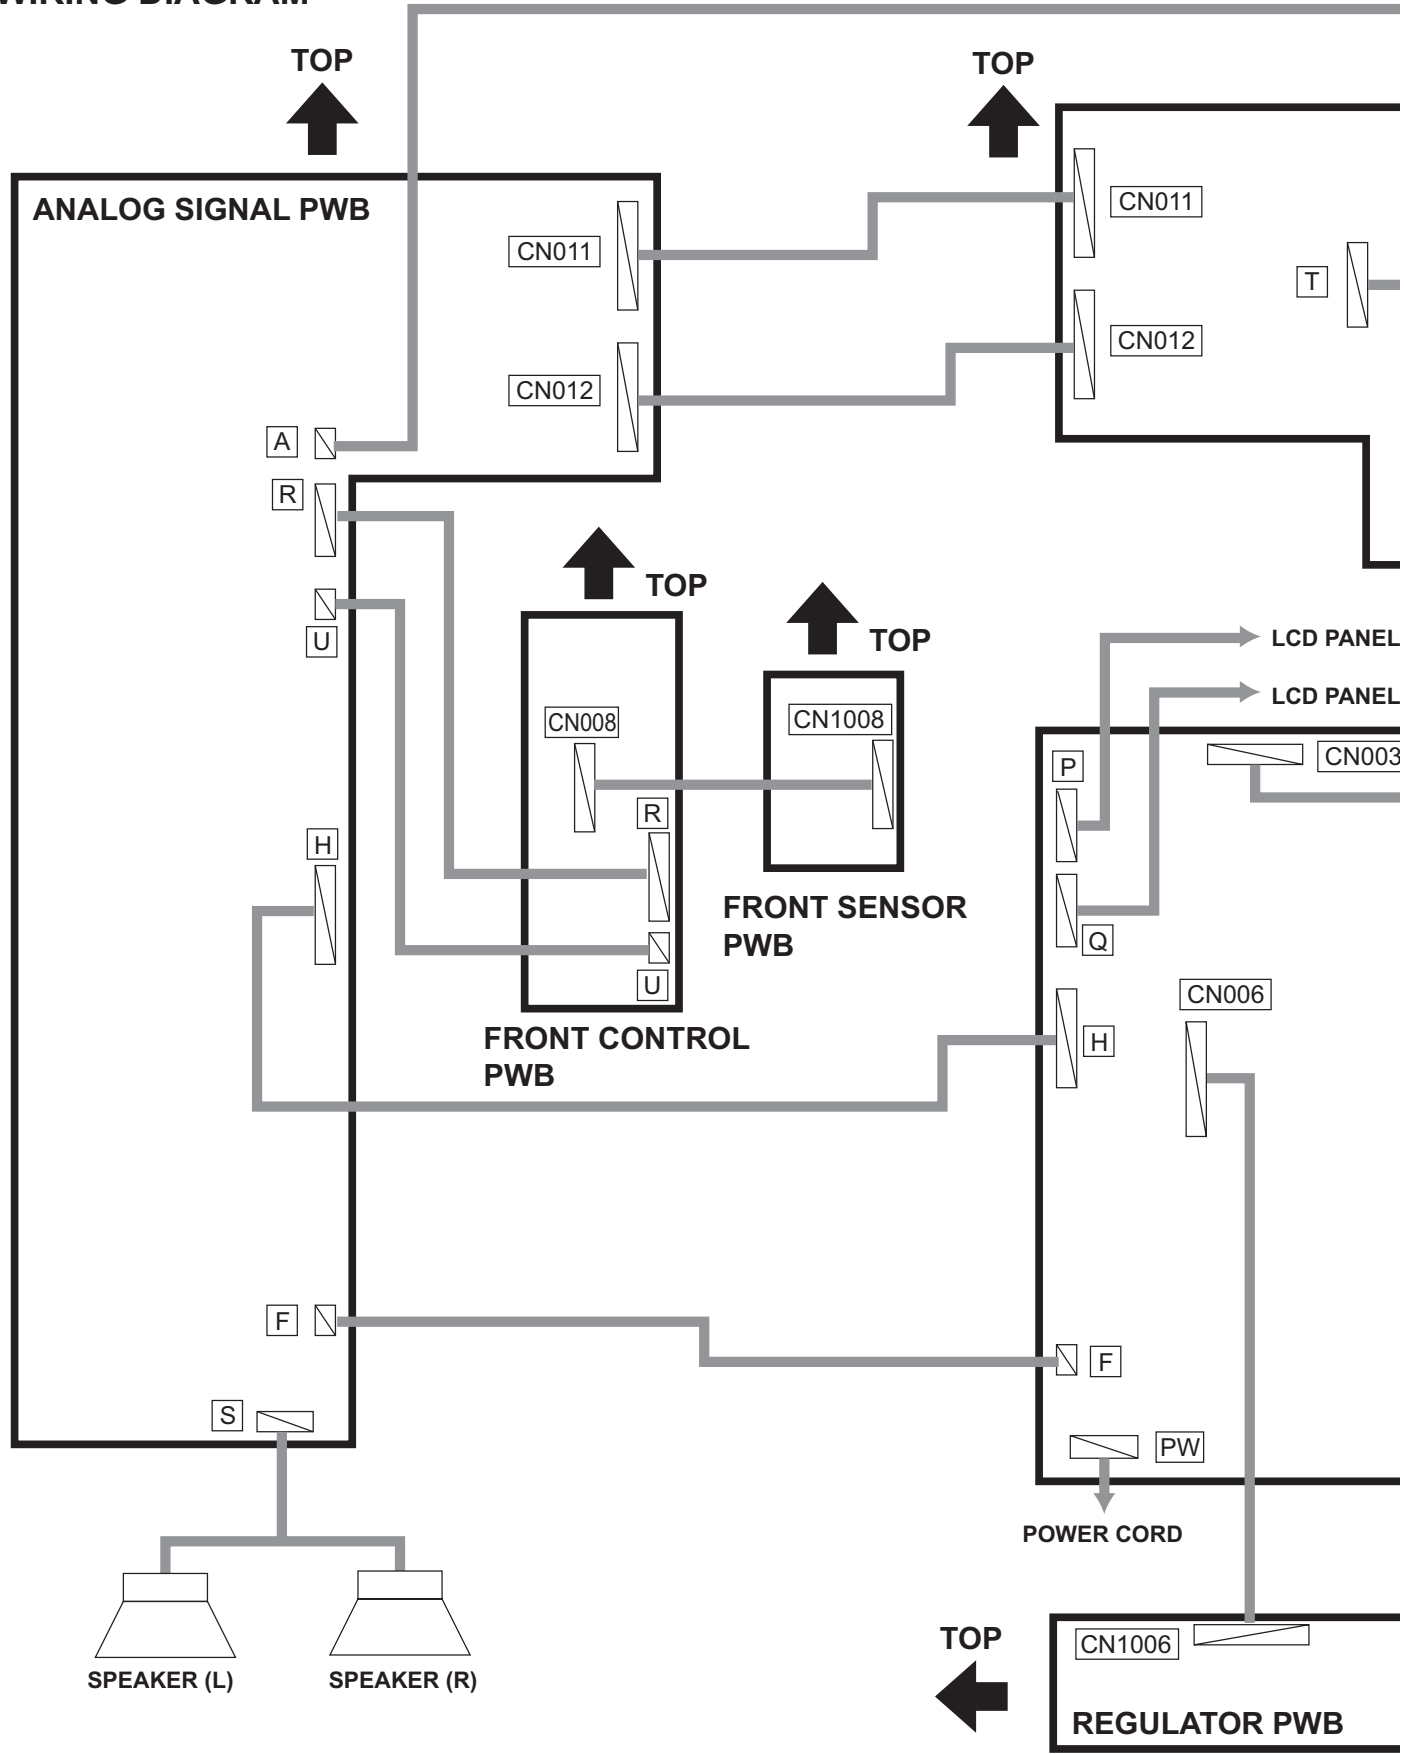 WIRING DIAGRAM
TOP
TOP
ANALOG SIGNAL PWB
CN011
CN011
T
CN012
CN012
A
R
TOP
U
TOP
LCD PANEL
LCD PANEL
CN008
CN1008
P
CN003
R
H
FRONT SENSOR
PWB
Q
U
CN006
FRONT CONTROL
PWB
H
F
F
S
PW
POWER CORD
SPEAKER (L)
SPEAKER (R)
TOP
CN1006
REGULATOR PWB